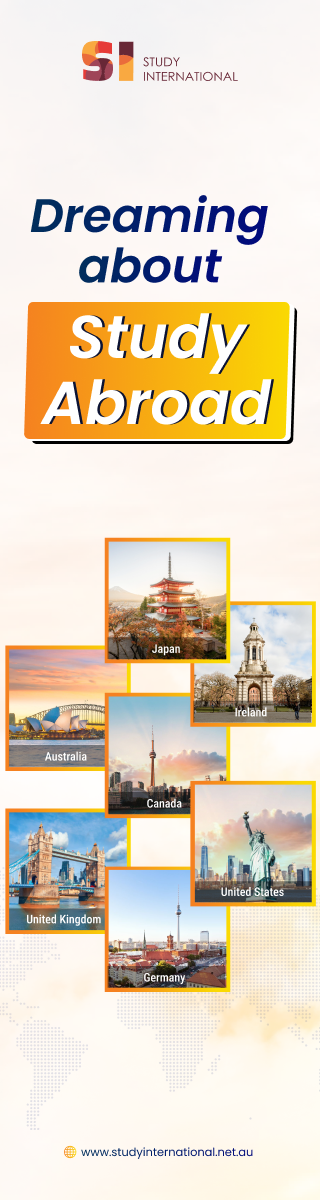 SI STUDY
INTERNATIONAL
Dreaming
about
Study
Abroad
Japan
Ireland
Australia
Canada
United States
United Kingdom
Germany
www.studyinternational.net.au